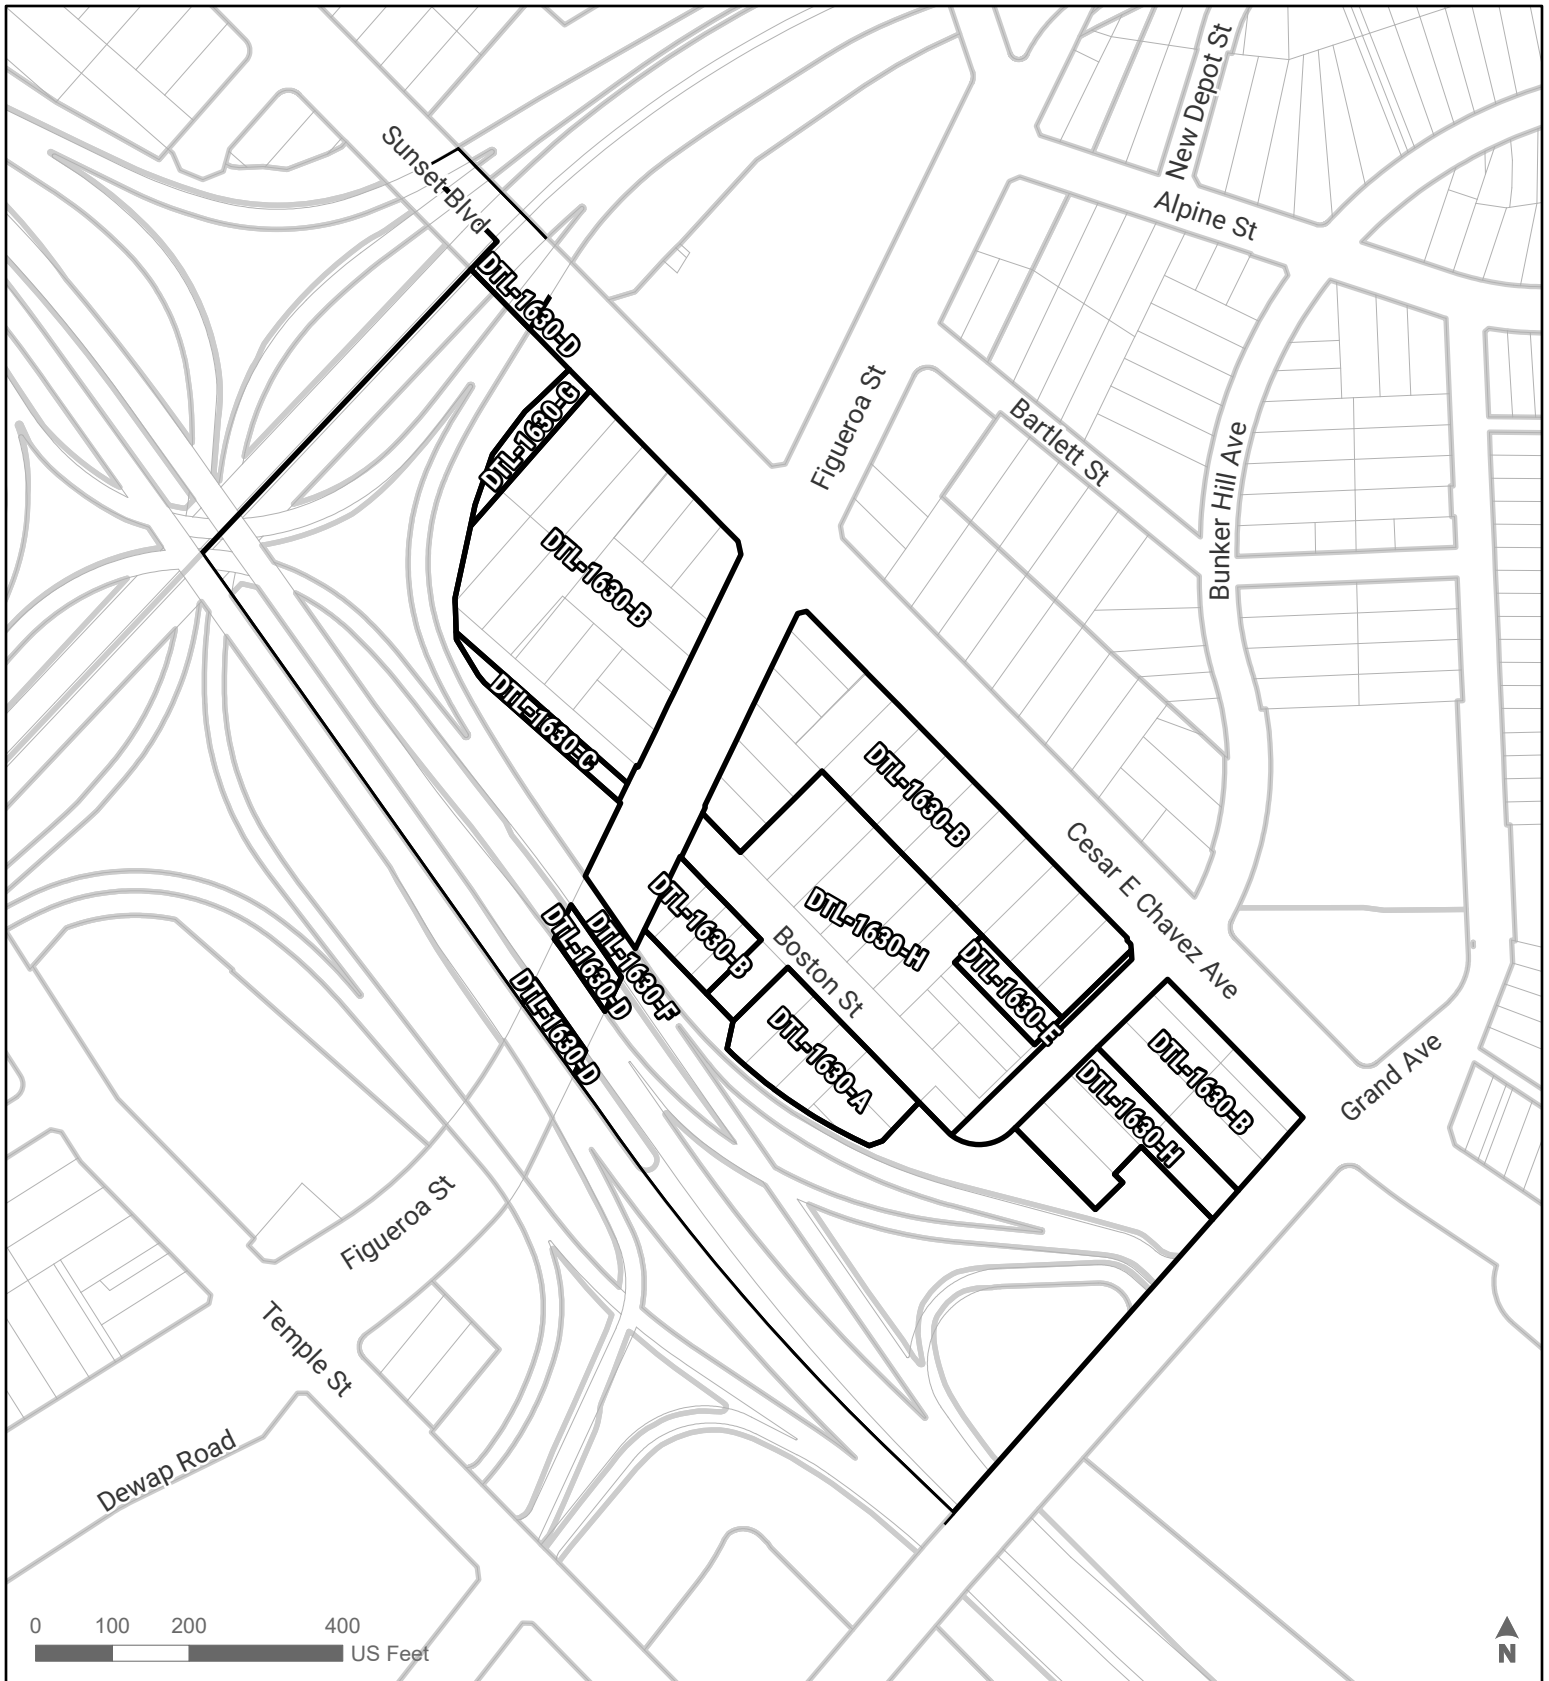 New Depot St
Sunset Blvd
Alpine St
DTL-1630-D
Figueroa St
DTL-1630-G
Bartlett St
Bunker Hill Ave
DTL-1630-B
DTL-1630-C
DTL-1630-B
Cesar E Chavez Ave
DTL-1630-B
DTL-1630-H
Boston St
DTL-1630-D
DTL-1630-F
DTL-1630-E
DTL-1630-D
DTL-1630-A
DTL-1630-B
DTL-1630-H
Grand Ave
Figueroa St
Temple St
Dewap Road
0 100 200 400
US Feet
N